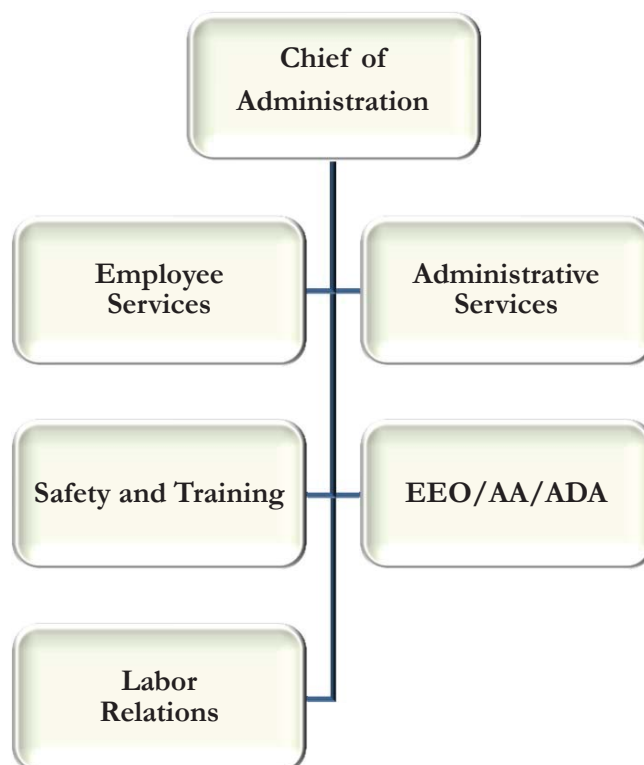 Chief of
Administration
Employee
Services
Administrative
Services
Safety and Training
EEO/AA/ADA
Labor
Relations